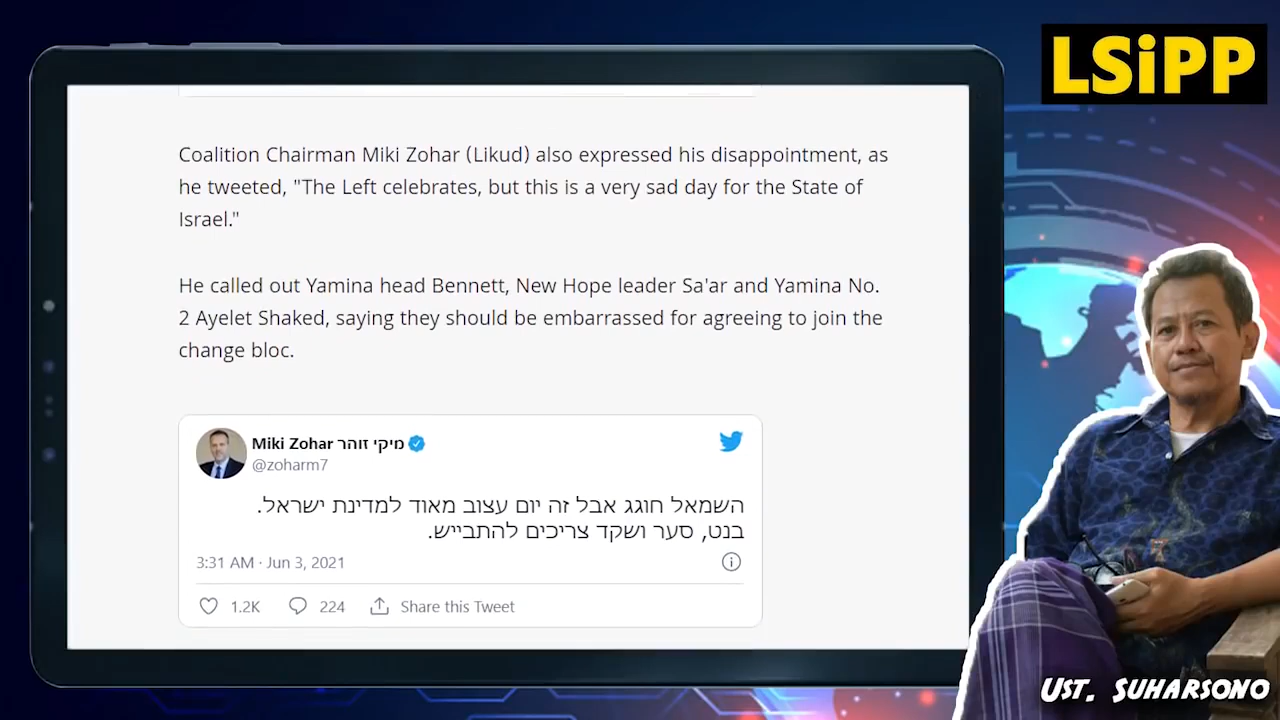 LSiPP
Coalition Chairman Miki Zohar (Likud) also expressed his disappointment, as
he tweeted, "The Left celebrates, but this is a very sad day for the State of
Israel."
He called out Yamina head Bennett, New Hope leader Sa'ar and Yamina No.
2 Ayelet Shaked, saying they should be embarrassed for agreeing to join the
change bloc.
Miki Zohar מיקי זוהר
@zoharm7
השמאל חוגג אבל זה יום עצוב מאוד למדינת ישראל.
בנט, סער ושקד צריכים להתבייש.
3:31 AM · Jun 3, 2021
1.2K 224 Share this Tweet
UST. SUHARSONO